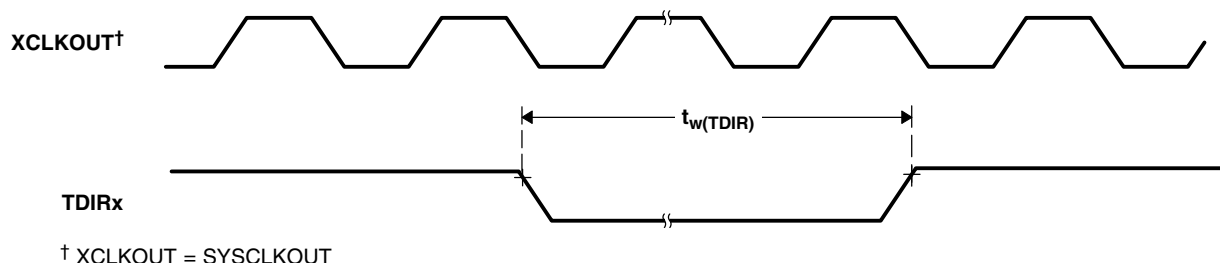 XCLKOUT†
tw(TDIR)
TDIRx
† XCLKOUT = SYSCLKOUT